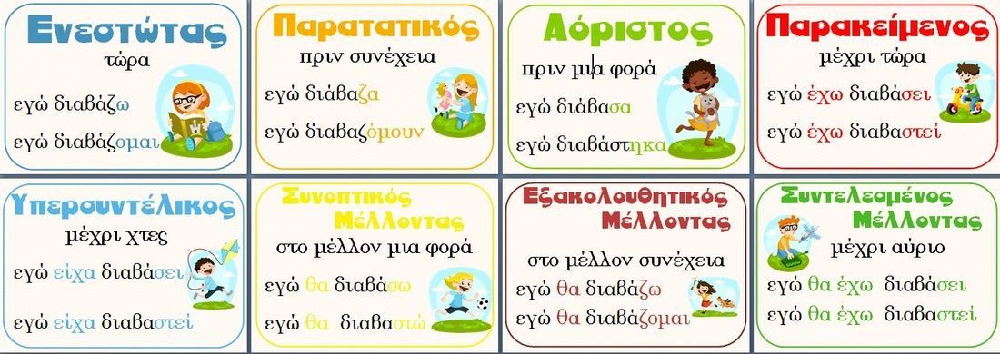 Ενεστώτας
τώρα
εγώ διαβάζω
εγώ διαβάζομαι
Παρατατικός
πριν συνέχεια
εγώ διάβαζα
εγώ διαβαζόμουν
Αόριστος
πριν μια φορά
εγώ διάβασα
εγώ διαβάστηκα
Παρακείμενος
μέχρι τώρα
εγώ έχω διαβάσει
εγώ έχω διαβαστεί
Υπερσυντέλικος
μέχρι χτες
εγώ είχα διαβάσει
εγώ είχα διαβαστεί
Συνοπτικός
Μέλλοντας
στο μέλλον μια φορά
εγώ θα διαβάσω
εγώ θα διαβαστώ
Εξακολουθητικός
Μέλλοντας
στο μέλλον συνέχεια
εγώ θα διαβάζω
εγώ θα διαβάζομαι
Συντελεσμένος
Μέλλοντας
μέχρι αύριο
εγώ θα έχω διαβάσει
εγώ θα έχω διαβαστεί